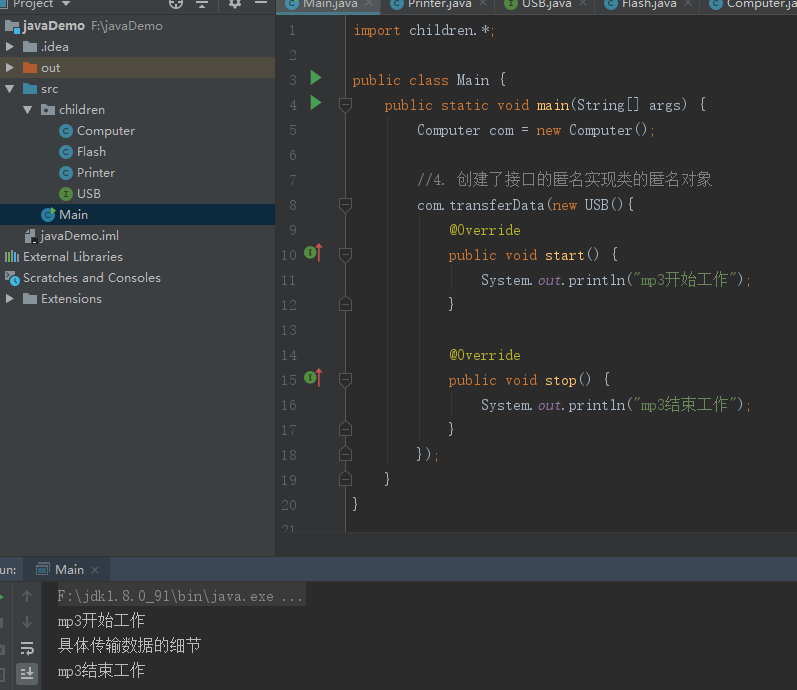 Project
Main.java
Printer.java
USB.java
Flash.java
Computer.ja
javaDemo F:\javaDemo
.idea
out
src
children
Computer
Flash
Printer
USB
Main
javaDemo.iml
External Libraries
Scratches and Consoles
Extensions
1 import children.*;
2
3 public class Main {
4 public static void main(String[] args) {
5 Computer com = new Computer();
6
7 //4. 创建了接口的匿名实现类的匿名对象
8 com.transferData(new USB(){
9 @Override
10 public void start() {
11 System.out.println("mp3开始工作");
12 }
13
14 @Override
15 public void stop() {
16 System.out.println("mp3结束工作");
17 }
18 });
19 }
20 }
21
un:
Main
F:\jdk1.8.0_91\bin\java.exe ...
mp3开始工作
具体传输数据的细节
mp3结束工作